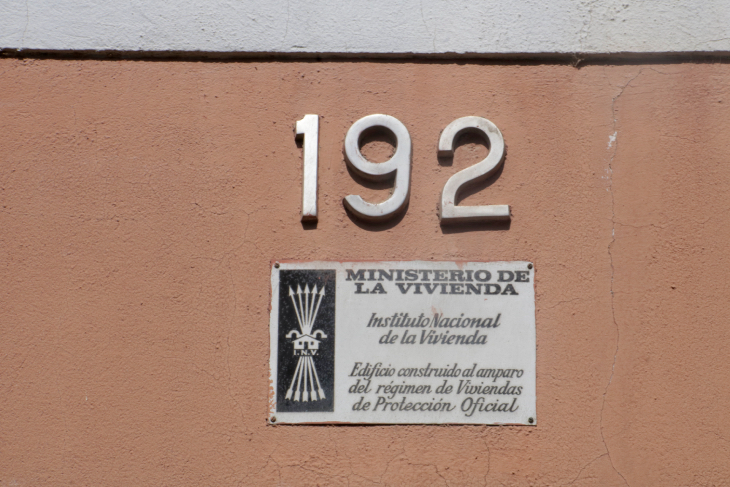 192
MINISTERIO DE
LA VIVIENDA
Instituto Nacional
de la Vivienda
Edificio construido al amparo
del régimen de Viviendas
de Protección Oficial
I.N.V.